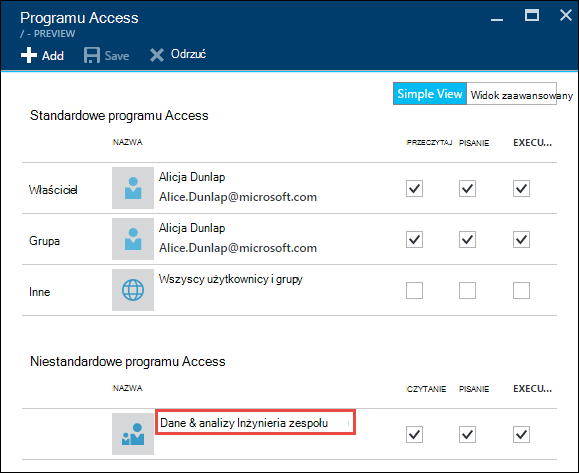 Programu Access
/ - PREVIEW
Add Save Odrzuć
Simple View Widok zaawansowany
Standardowe programu Access
NAZWA PRZECZYTAJ PISANIE EXECU...
Właściciel Alicja Dunlap
Alice.Dunlap@microsoft.com
Grupa Alicja Dunlap
Alice.Dunlap@microsoft.com
Inne Wszyscy użytkownicy i grupy
Niestandardowe programu Access
NAZWA CZYTANIE PISANIE EXECU...
Dane & analizy Inżynieria zespołu